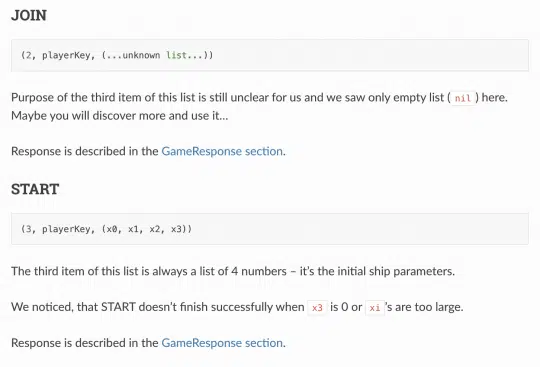 JOIN
(2, playerKey, (...unknown list...))
Purpose of the third item of this list is still unclear for us and we saw only empty list ( nil ) here.
Maybe you will discover more and use it...
Response is described in the GameResponse section.
START
(3, playerKey, (x0, x1, x2, x3))
The third item of this list is always a list of 4 numbers – it's the initial ship parameters.
We noticed, that START doesn't finish successfully when x3 is 0 or xi 's are too large.
Response is described in the GameResponse section.